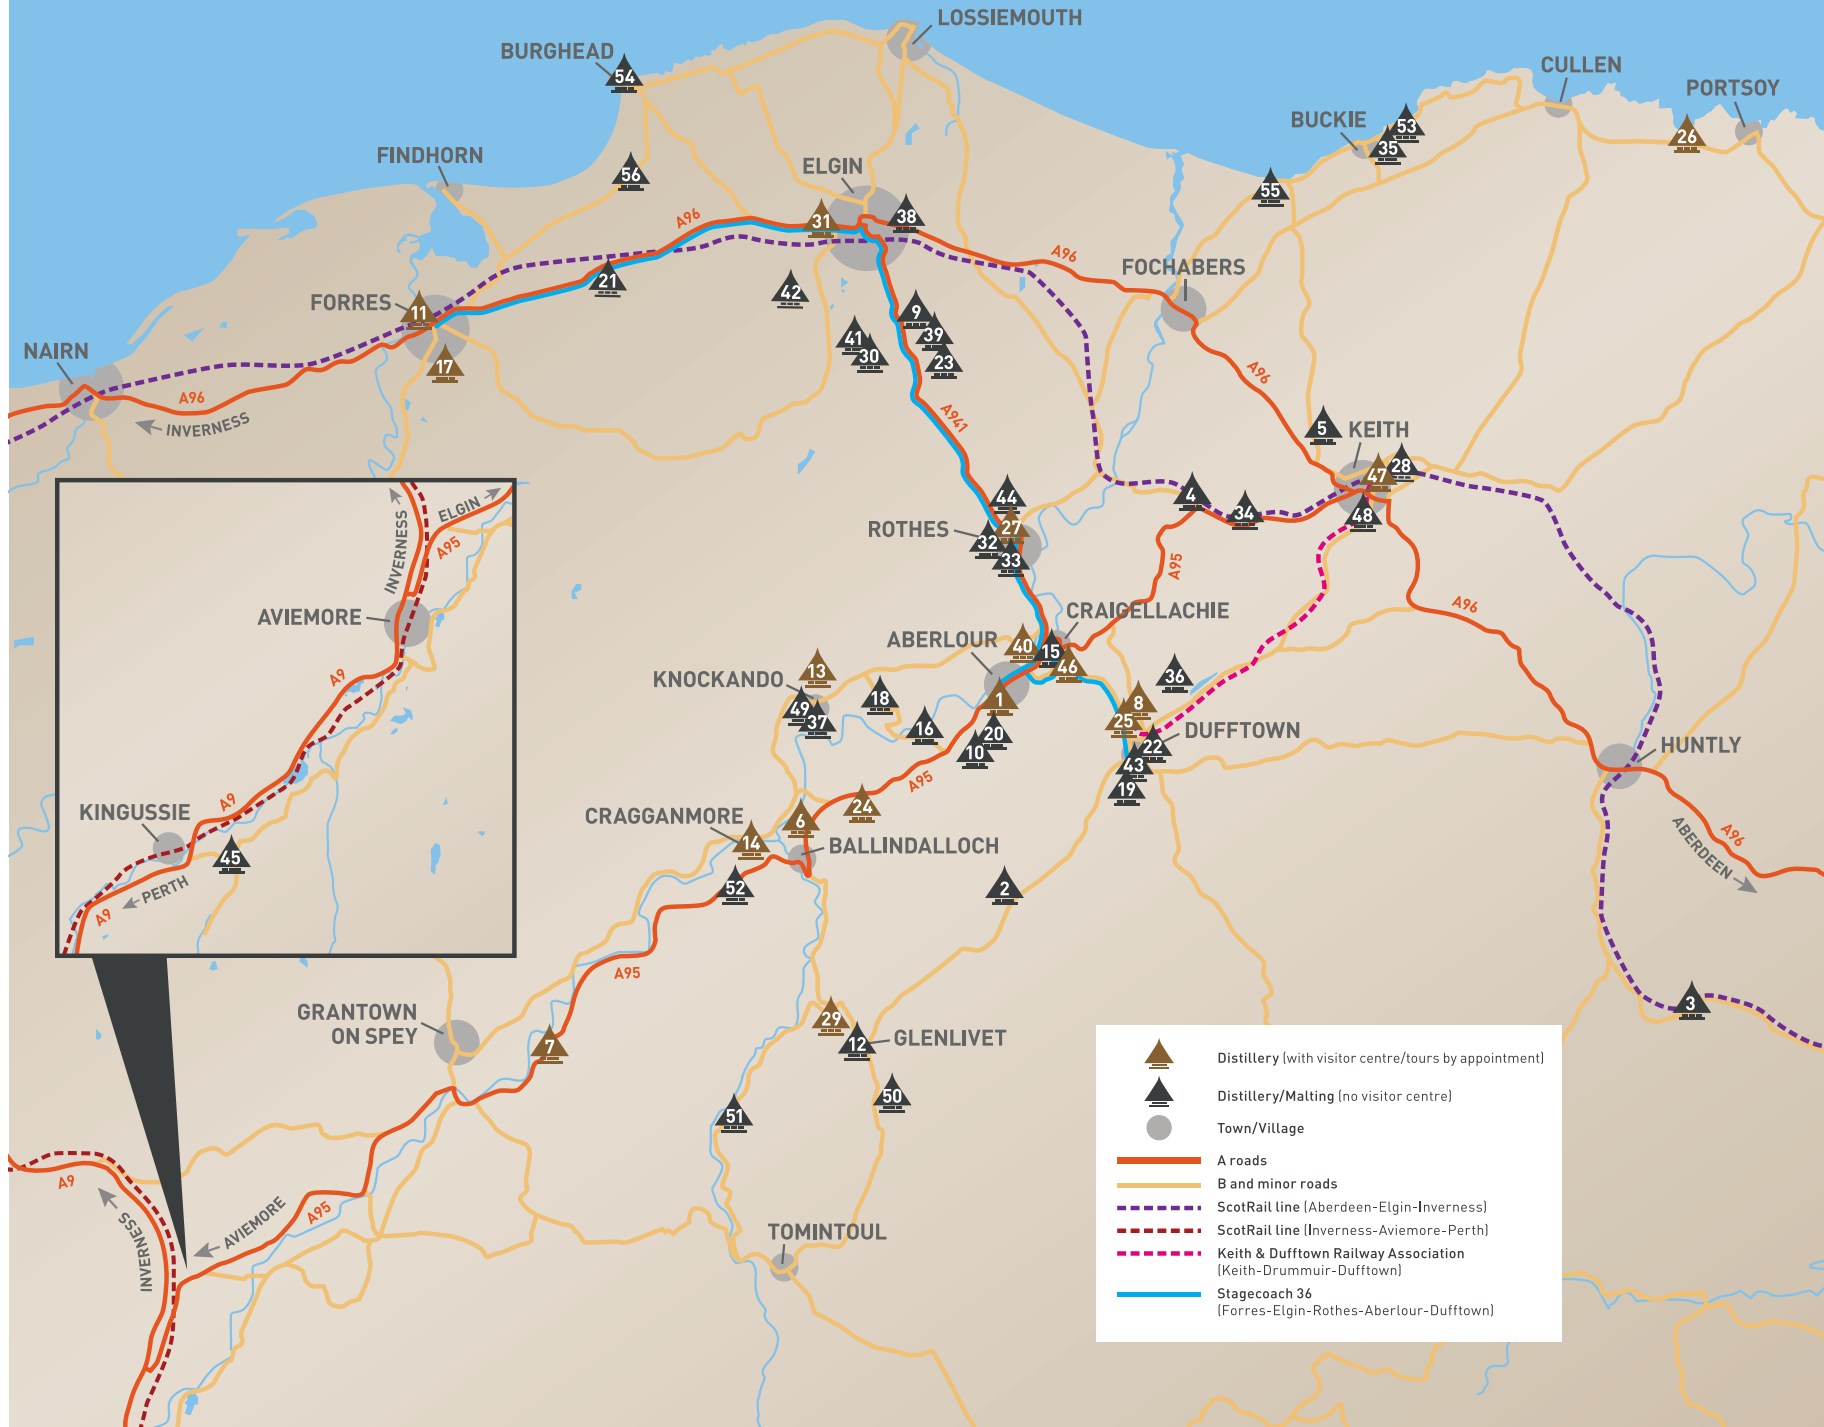 LOSSIEMOUTH
BURGHEAD
54
CULLEN
PORTSOY
BUCKIE
53
35
26
FINDHORN
56
ELGIN
55
31
38
A96
A96
FOCHABERS
21
42
FORRES
11
9
41
39
30
23
17
NAIRN
A96
INVERNESS
A96
A941
5
KEITH
47
28
4
34
48
44
ROTHES
27
32
33
A95
A96
INVERNESS
ELGIN
A95
AVIEMORE
A9
A9
KINGUSSIE
45
PERTH
A9
CRAIGELLACHIE
ABERLOUR
40
15
46
13
KNOCKANDO
49
37
18
16
1
20
10
36
8
25
22
DUFFTOWN
43
19
HUNTLY
A95
24
6
CRAGGANMORE
14
BALLINDALLOCH
52
2
A96
ABERDEEN
A95
3
GRANTOWN
ON SPEY
7
29
12
GLENLIVET
50
51
A9
INVERNESS
AVIEMORE
A95
TOMINTOUL
Distillery (with visitor centre/tours by appointment)
Distillery/Malting (no visitor centre)
Town/Village
A roads
B and minor roads
ScotRail line (Aberdeen-Elgin-Inverness)
ScotRail line (Inverness-Aviemore-Perth)
Keith & Dufftown Railway Association
(Keith-Drummuir-Dufftown)
Stagecoach 36
(Forres-Elgin-Rothes-Aberlour-Dufftown)